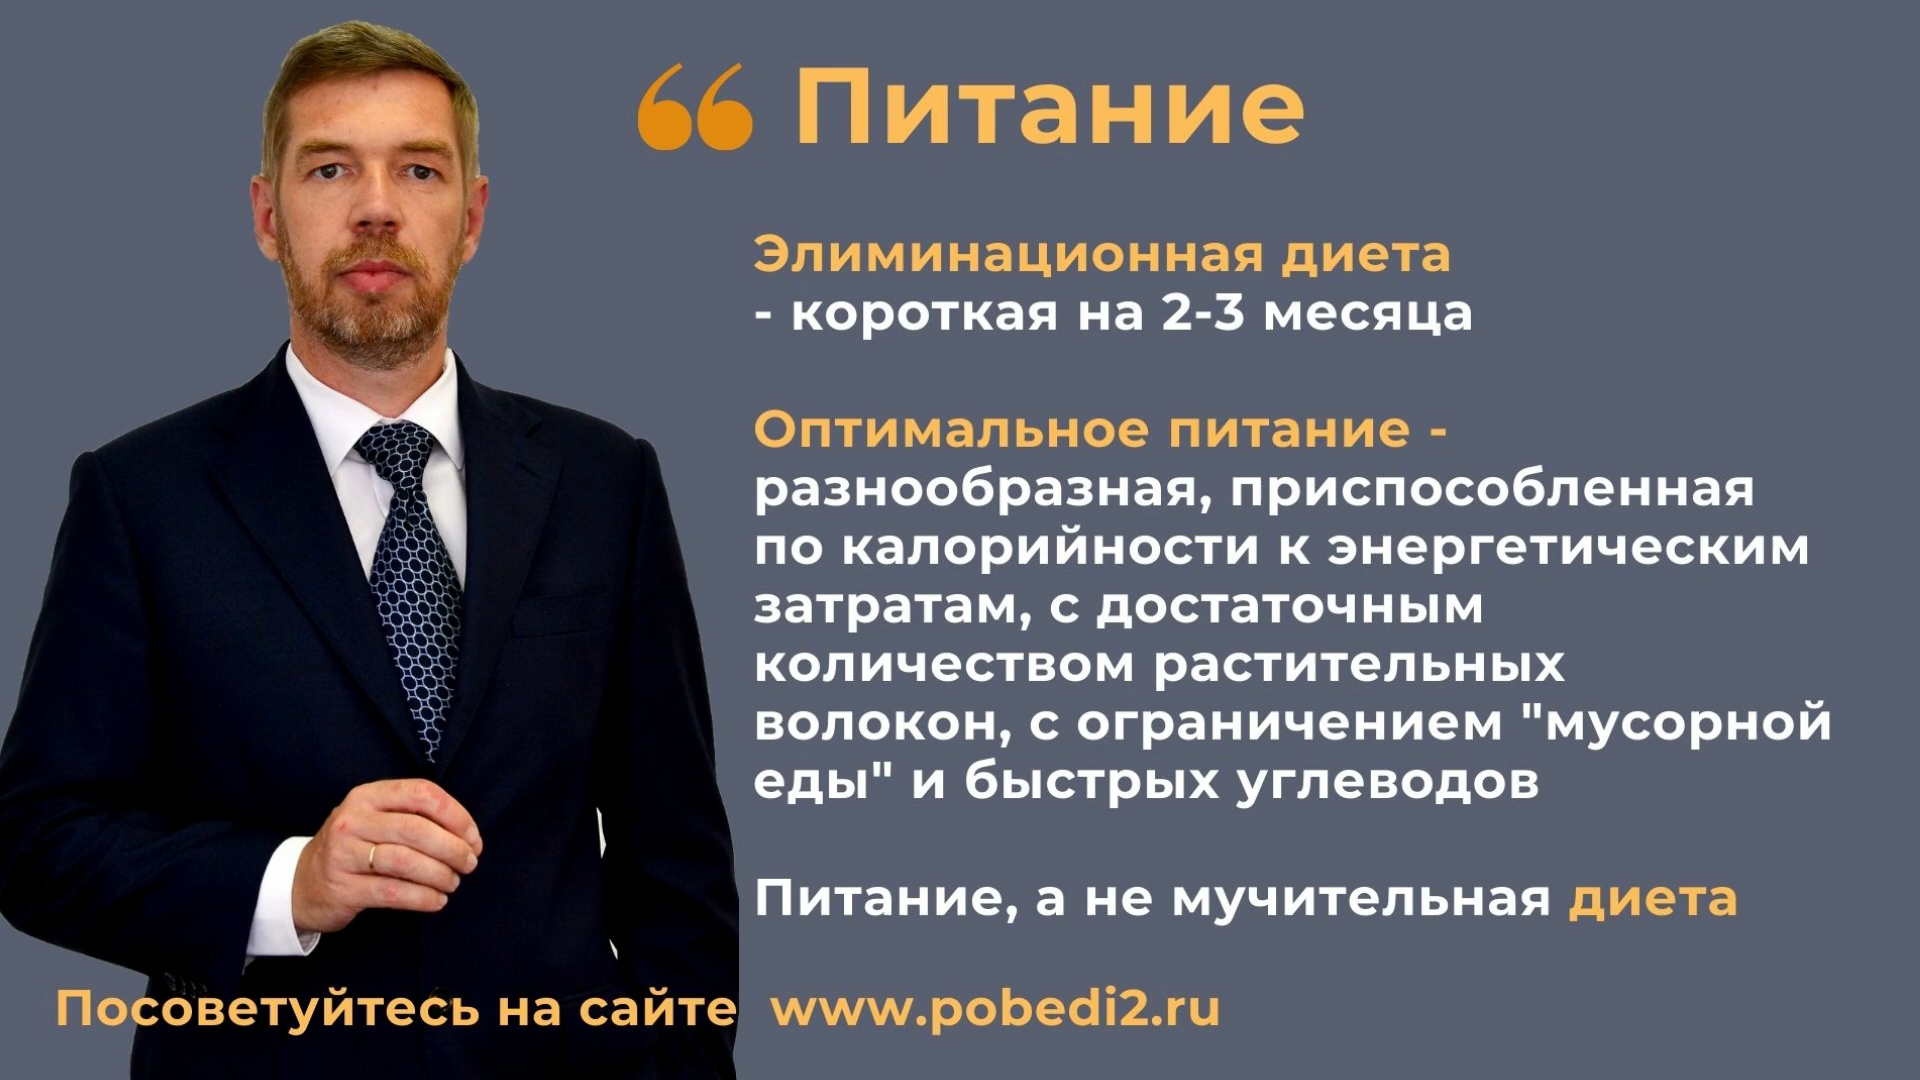 Питание
Элиминационная диета
- короткая на 2-3 месяца
Оптимальное питание -
разнообразная, приспособленная
по калорийности к энергетическим
затратам, с достаточным
количеством растительных
волокон, с ограничением "мусорной
еды" и быстрых углеводов
Питание, а не мучительная диета
Посоветуйтесь на сайте www.pobedi2.ru